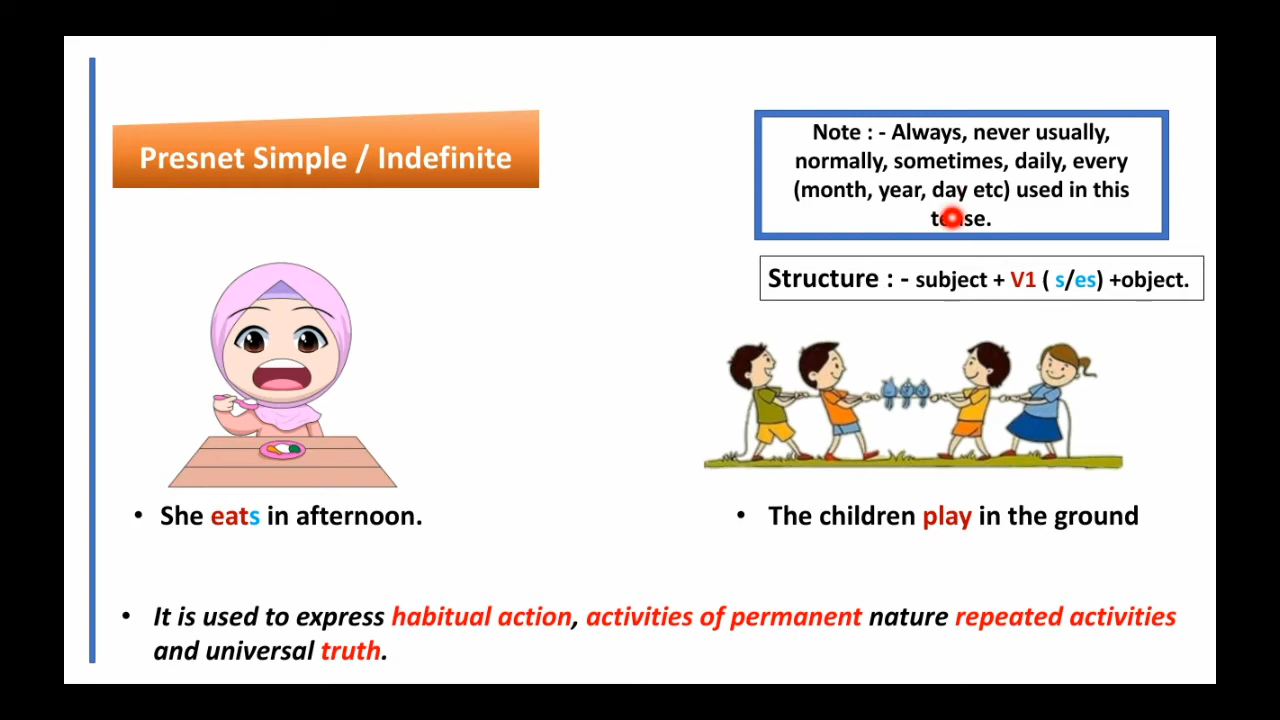 Presnet Simple / Indefinite
Note : - Always, never usually,
normally, sometimes, daily, every
(month, year, day etc) used in this
tense.
Structure : - subject + V1 ( s/es) +object.
• She eats in afternoon.
• The children play in the ground
• It is used to express habitual action, activities of permanent nature repeated activities
and universal truth.